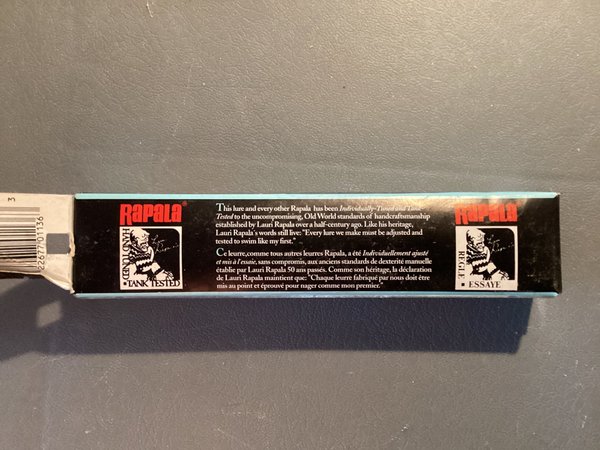 3
2267701136
RAPALA®
HAND TUNED
• TANK TESTED
This lure and every other Rapala has been Individually-Tuned and Tank
Tested to the uncompromising, Old World standards of handcraftsmanship
established by Lauri Rapala over a half-century ago. Like his heritage,
Lauri Rapala's words still live: "Every lure we make must be adjusted and
tested to swim like my first."
Ce leurre,comme tous autres leurres Rapala, a été Individuellement ajusté
et mis à l'essaie, sans compromis, aux anciens standards de dexterité manuelle
établie par Lauri Rapala 50 ans passés. Comme son héritage, la déclaration
de Lauri Rapala maintient que: "Chaque leurre fabriqué par nous doit être
mis au point et éprouvé pour nager comme mon premier."
RAPALA®
REGLÉ
• ESSAYE